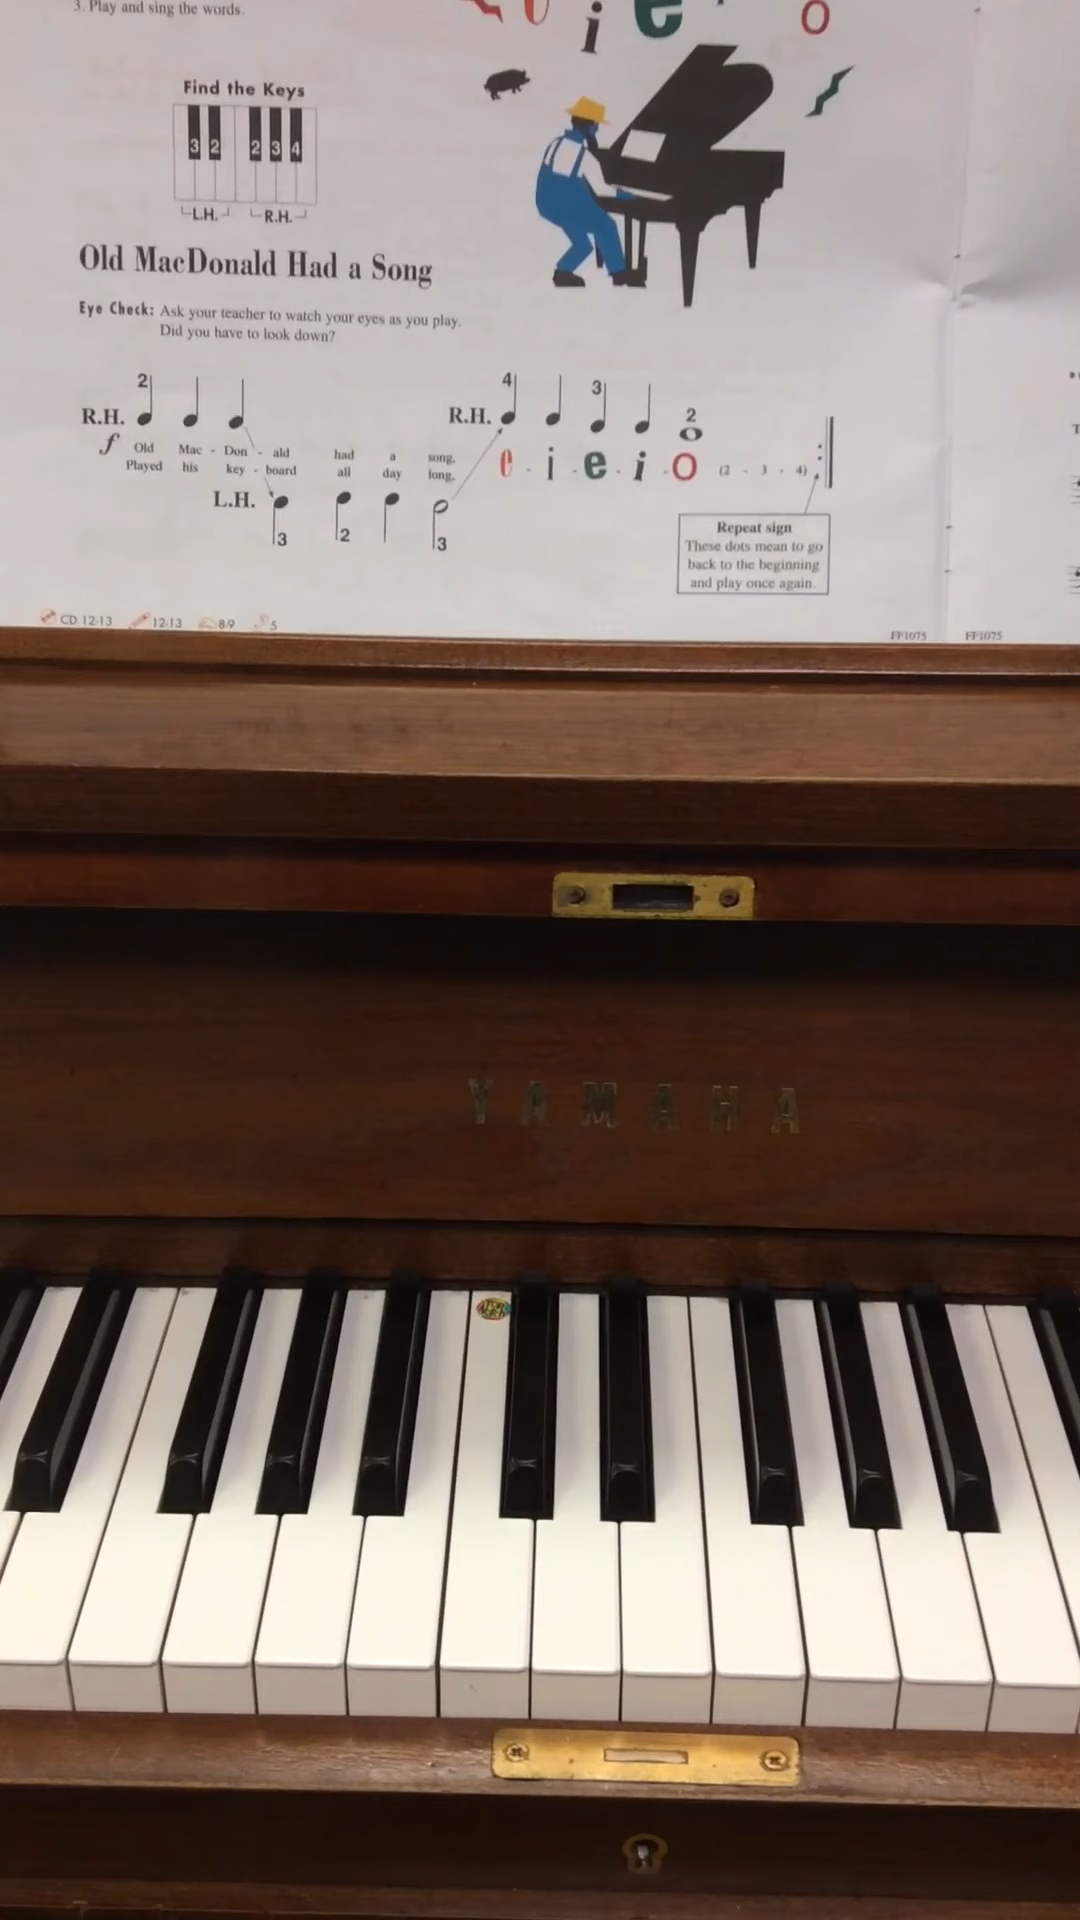 3. Play and sing the words.
i e o
Find the Keys
3 2 2 3 4
L.H. R.H.
Old MacDonald Had a Song
Eye Check: Ask your teacher to watch your eyes as you play.
Did you have to look down?
2 4 3 2
R.H. R.H.
f Old Mac - Don - ald had a song,
Played his key - board all day long,
e - i - e - i - o (2 - 3 - 4)
L.H.
3 2 3
Repeat sign
These dots mean to go
back to the beginning
and play once again.
CD 12-13 12-13 8-9 5
FF1075 FF1075
YAMAHA